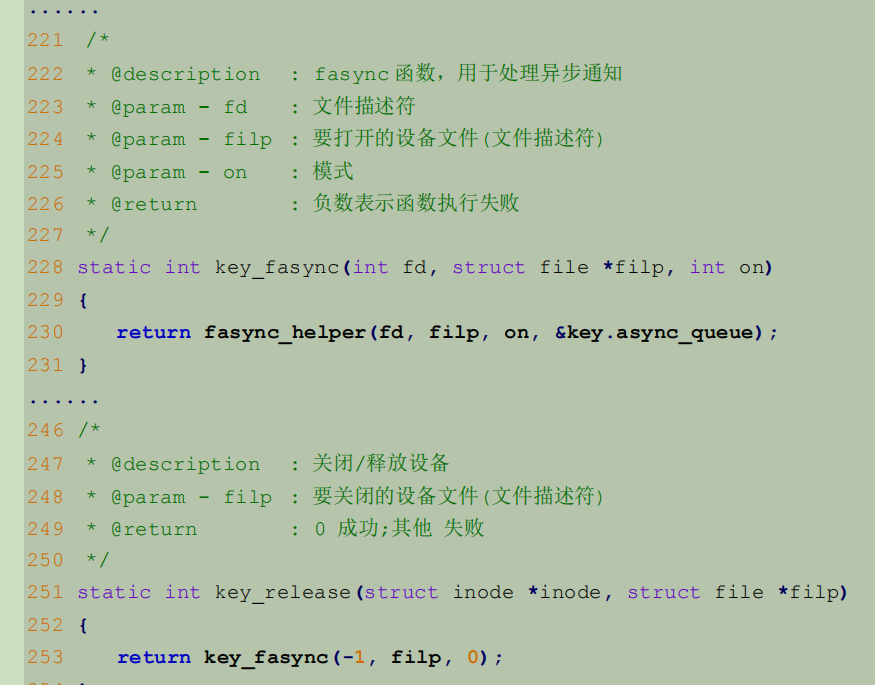 ......
221 /*
222  * @description  : fasync 函数，用于处理异步通知
223  * @param - fd    : 文件描述符
224  * @param - filp : 要打开的设备文件(文件描述符)
225  * @param - on    : 模式
226  * @return        : 负数表示函数执行失败
227  */
228 static int key_fasync(int fd, struct file *filp, int on)
229 {
230    return fasync_helper(fd, filp, on, &key.async_queue);
231 }
......
246 /*
247  * @description  : 关闭/释放设备
248  * @param - filp : 要关闭的设备文件(文件描述符)
249  * @return        : 0 成功;其他 失败
250  */
251 static int key_release(struct inode *inode, struct file *filp)
252 {
253    return key_fasync(-1, filp, 0);